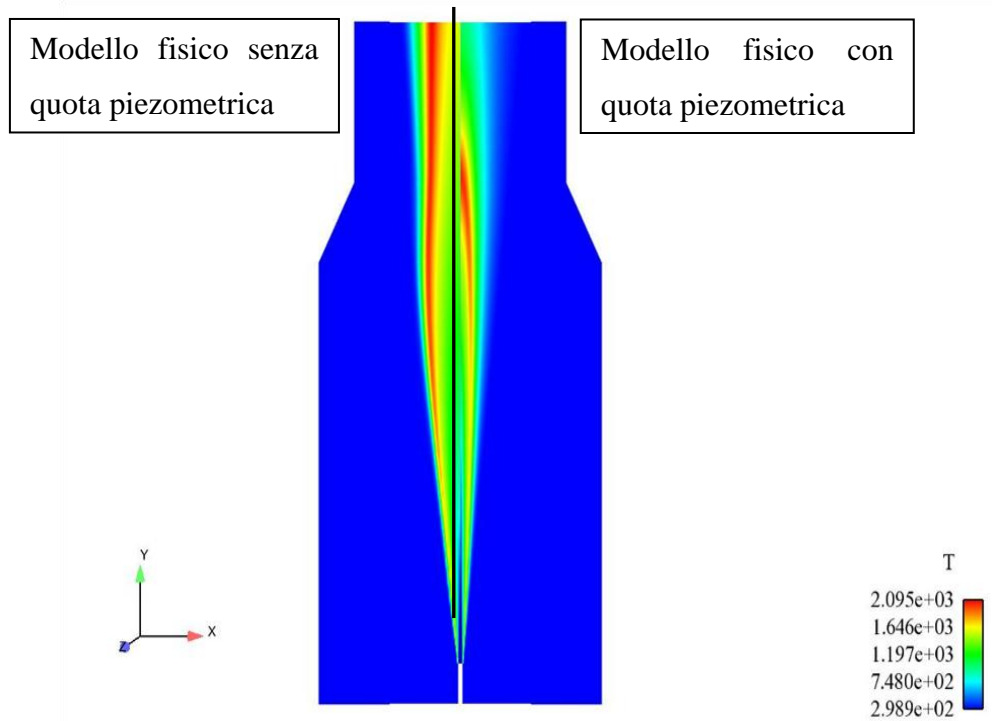 Modello fisico senza
quota piezometrica
Modello fisico con
quota piezometrica
Y
X
Z
T
2.095e+03
1.646e+03
1.197e+03
7.480e+02
2.989e+02